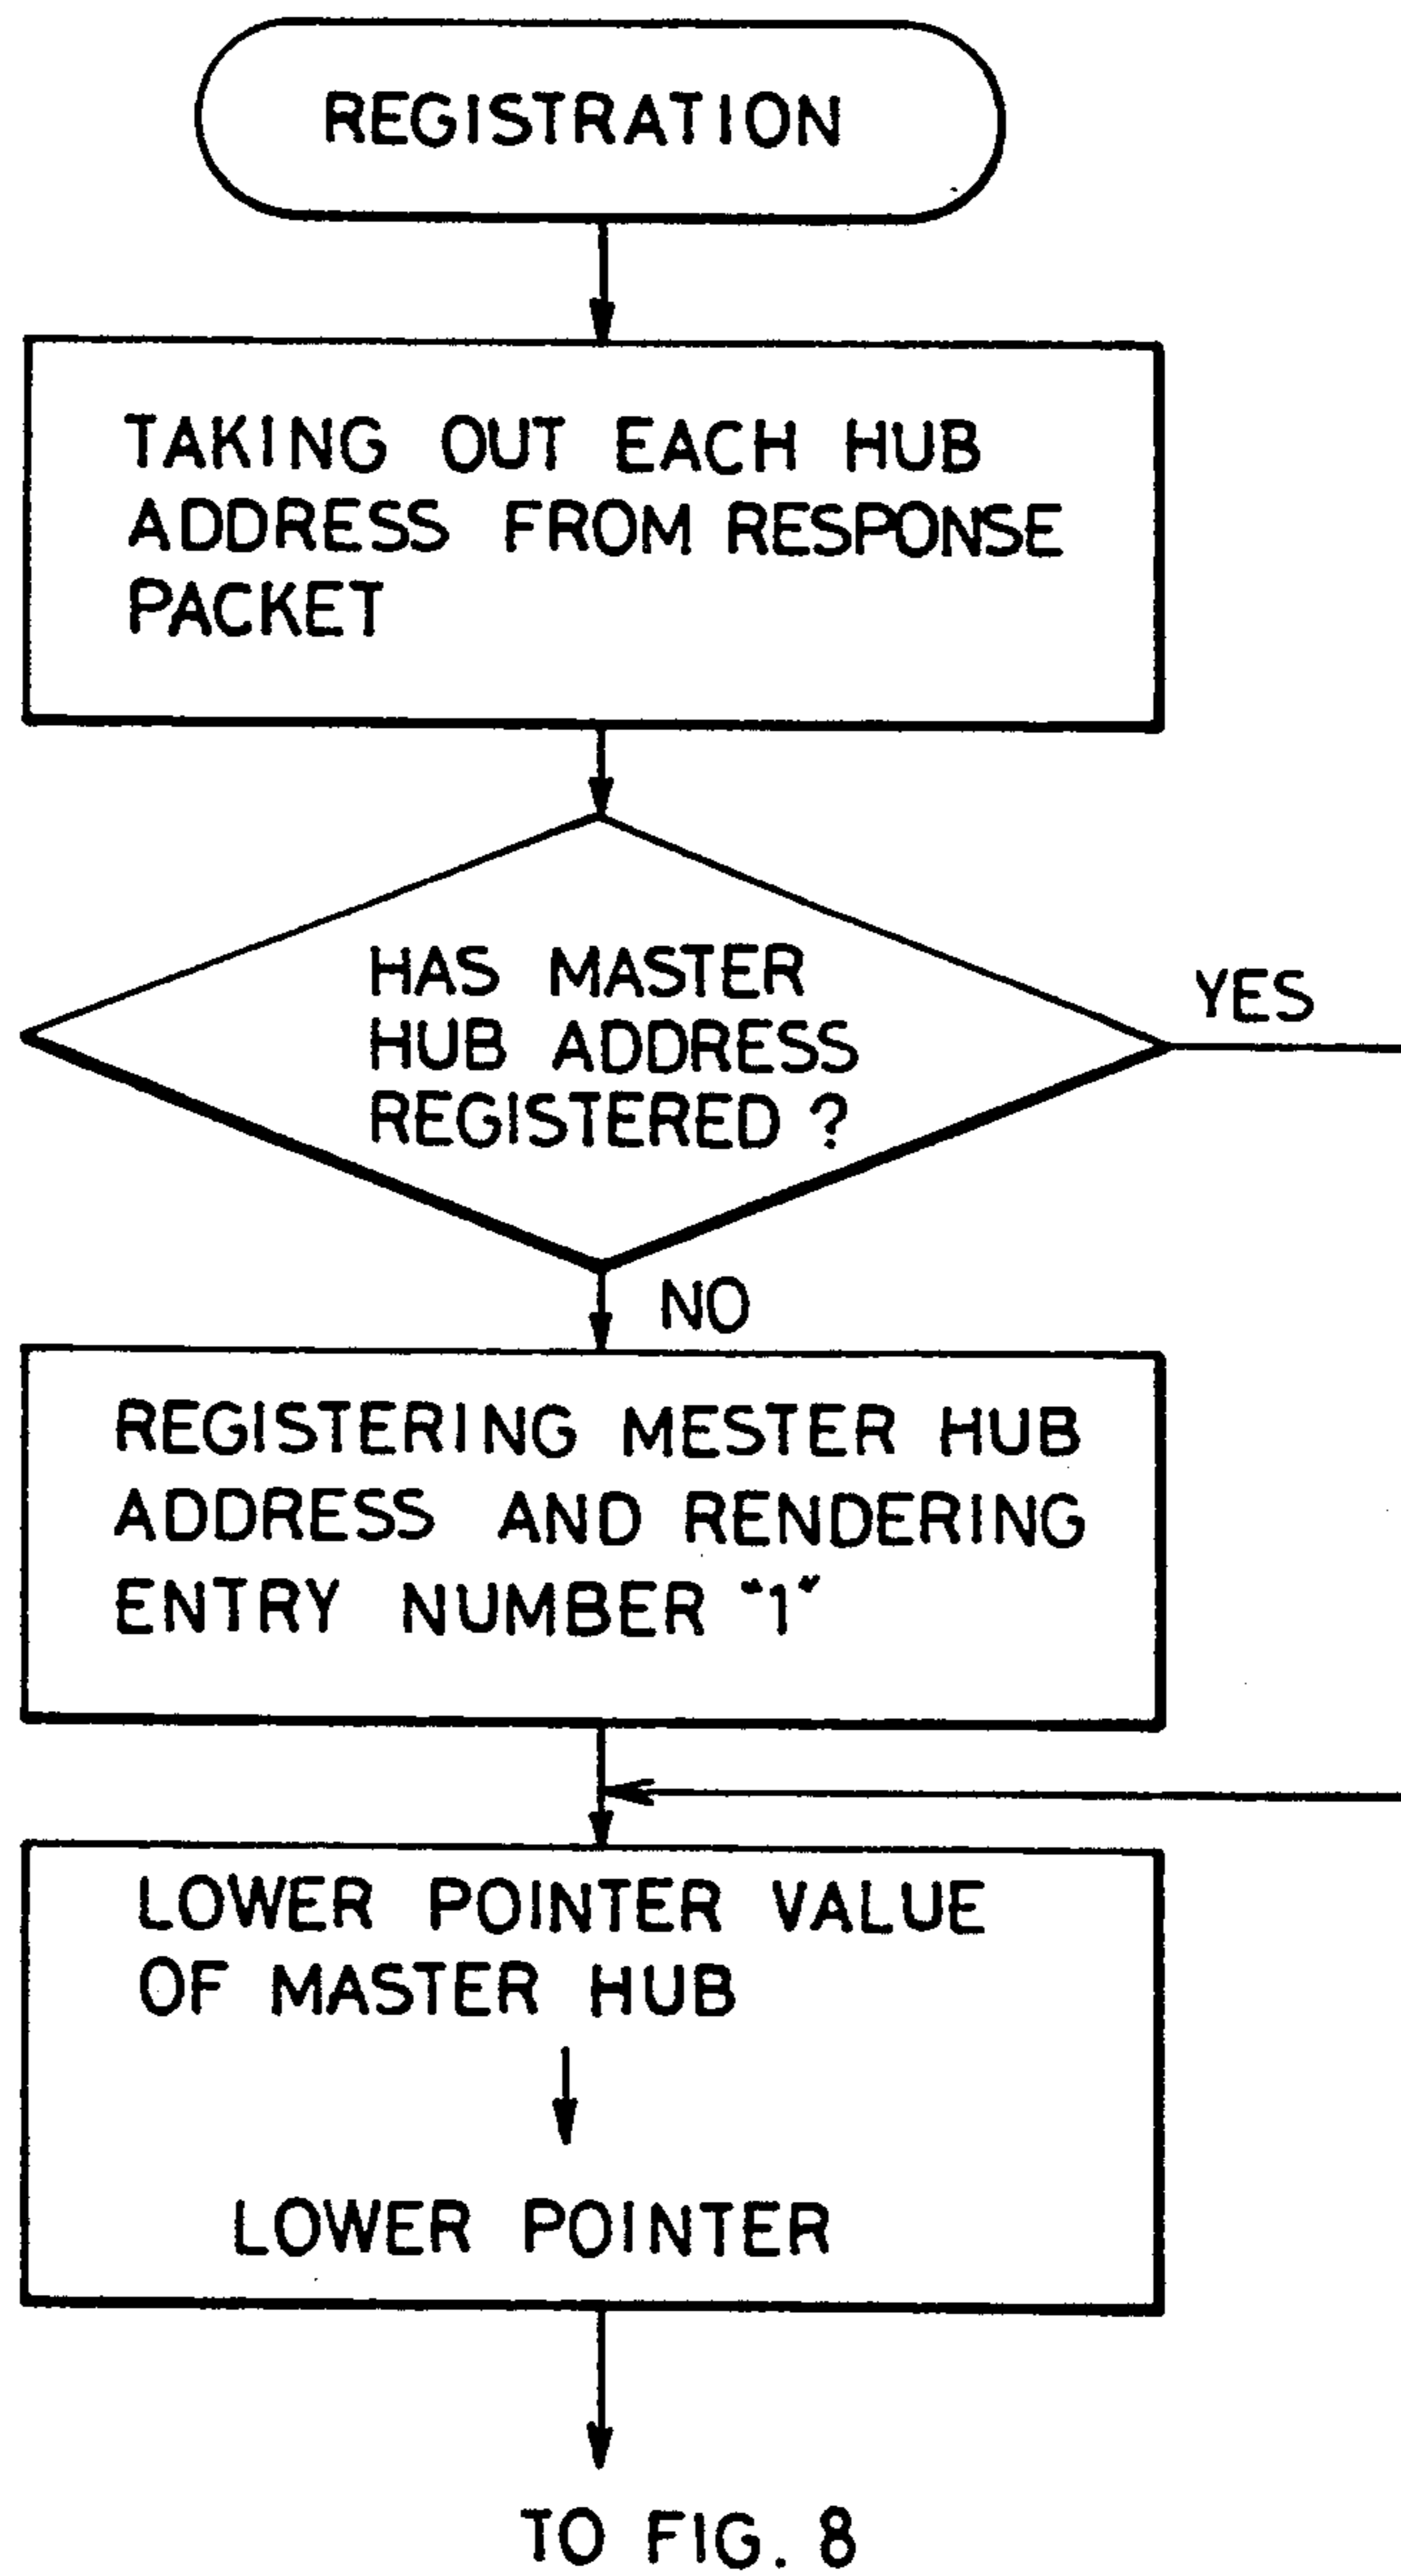 REGISTRATION
TAKING OUT EACH HUB
ADDRESS FROM RESPONSE
PACKET
HAS MASTER
HUB ADDRESS
REGISTERED ?
YES
NO
REGISTERING MESTER HUB
ADDRESS AND RENDERING
ENTRY NUMBER "1"
LOWER POINTER VALUE
OF MASTER HUB
LOWER POINTER
TO FIG. 8